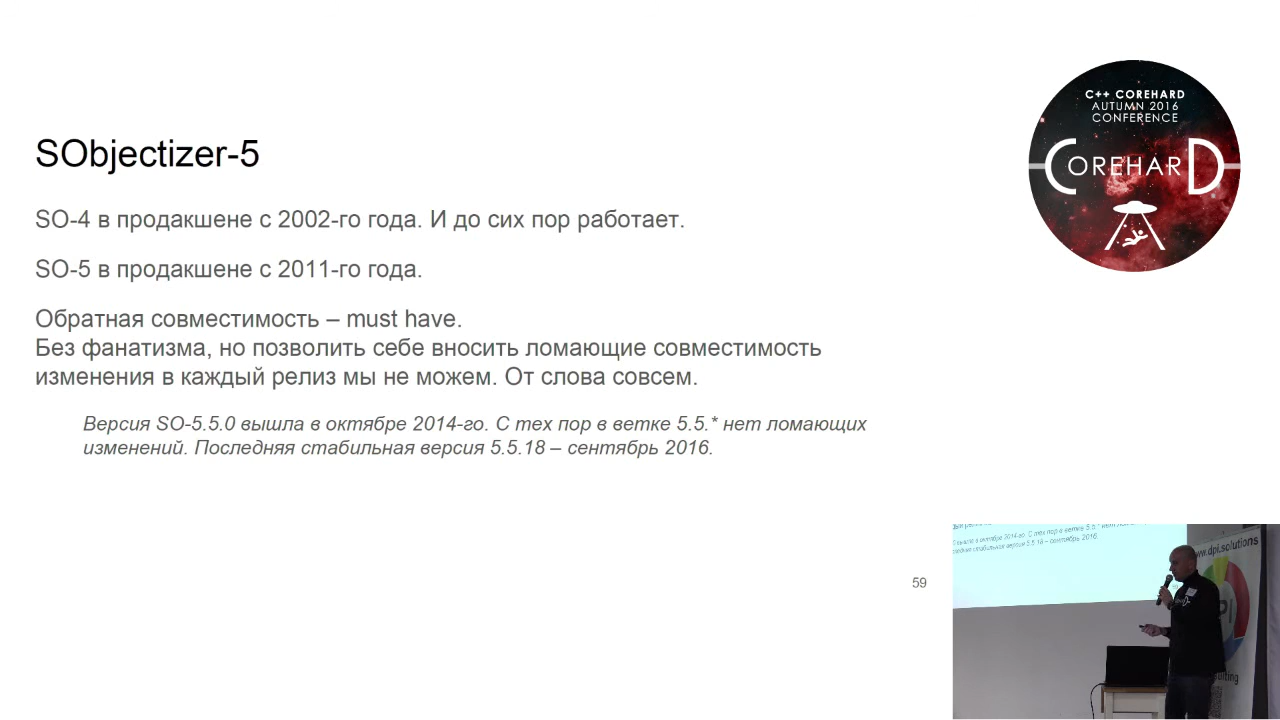 C++ COREHARD
AUTUMN 2016
CONFERENCE
COREHARD
SObjectizer-5
SO-4 в продакшене с 2002-го года. И до сих пор работает.
SO-5 в продакшене с 2011-го года.
Обратная совместимость – must have.
Без фанатизма, но позволить себе вносить ломающие совместимость
изменения в каждый релиз мы не можем. От слова совсем.
Версия SO-5.5.0 вышла в октябре 2014-го. С тех пор в ветке 5.5.* нет ломающих
изменений. Последняя стабильная версия 5.5.18 – сентябрь 2016.
59
www.dpi.solutions